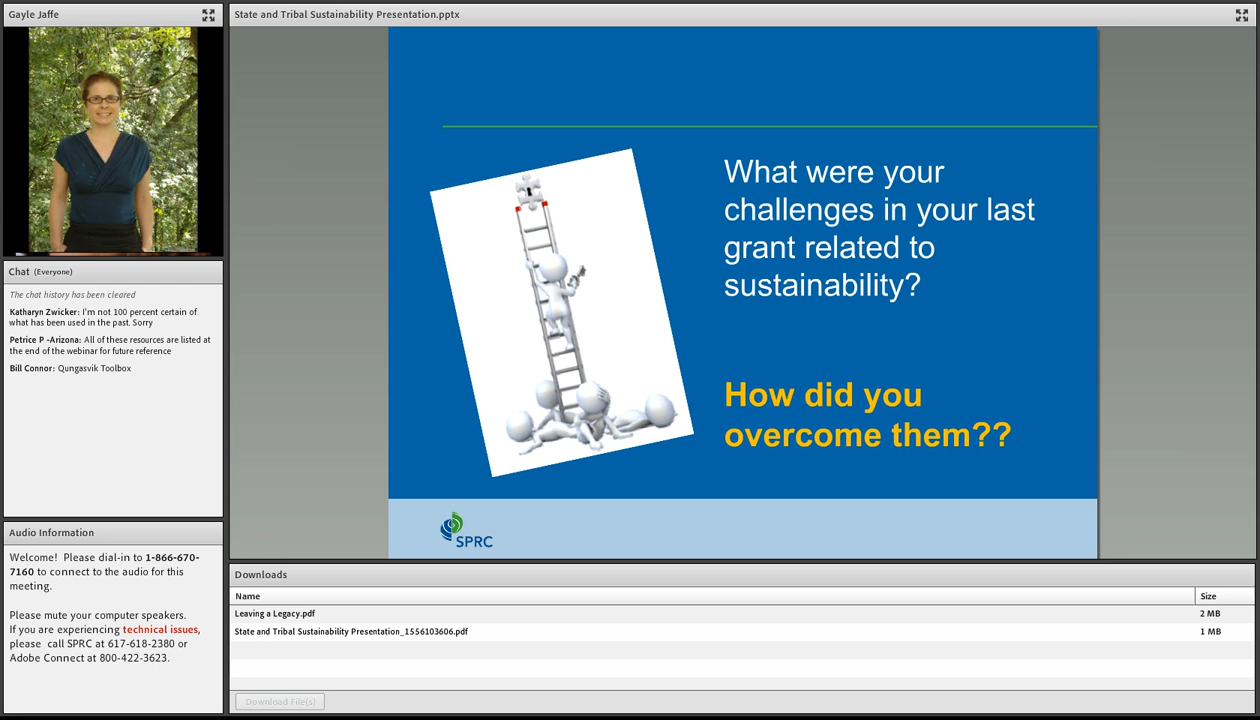 Gayle Jaffe
State and Tribal Sustainability Presentation.pptx
What were your
challenges in your last
grant related to
sustainability?
How did you
overcome them??
SPRC
Chat (Everyone)
The chat history has been cleared
Katharyn Zwicker: I'm not 100 percent certain of
what has been used in the past. Sorry
Petrice P -Arizona: All of these resources are listed at
the end of the webinar for future reference
Bill Connor: Qungasvik Toolbox
Audio Information
Welcome! Please dial-in to 1-866-670-
7160 to connect to the audio for this
meeting.
Please mute your computer speakers.
If you are experiencing technical issues,
please call SPRC at 617-618-2380 or
Adobe Connect at 800-422-3623.
Downloads
Name Size
Leaving a Legacy.pdf 2 MB
State and Tribal Sustainability Presentation_1556103606.pdf 1 MB
Download File(s)